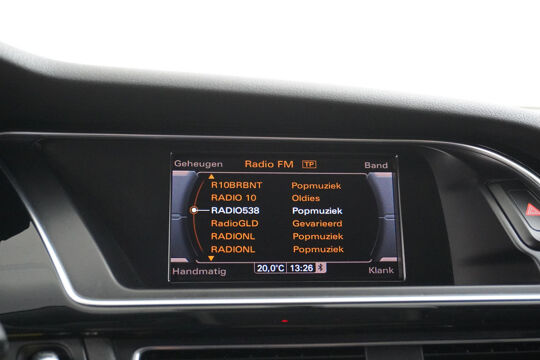 Geheugen Radio FM TP Band
R10BRBNT Popmuziek
RADIO 10 Oldies
RADIO538 Popmuziek
RadioGLD Gevarieerd
RADIONL Popmuziek
RADIONL Popmuziek
Handmatig 20,0°C 13:26 Klank